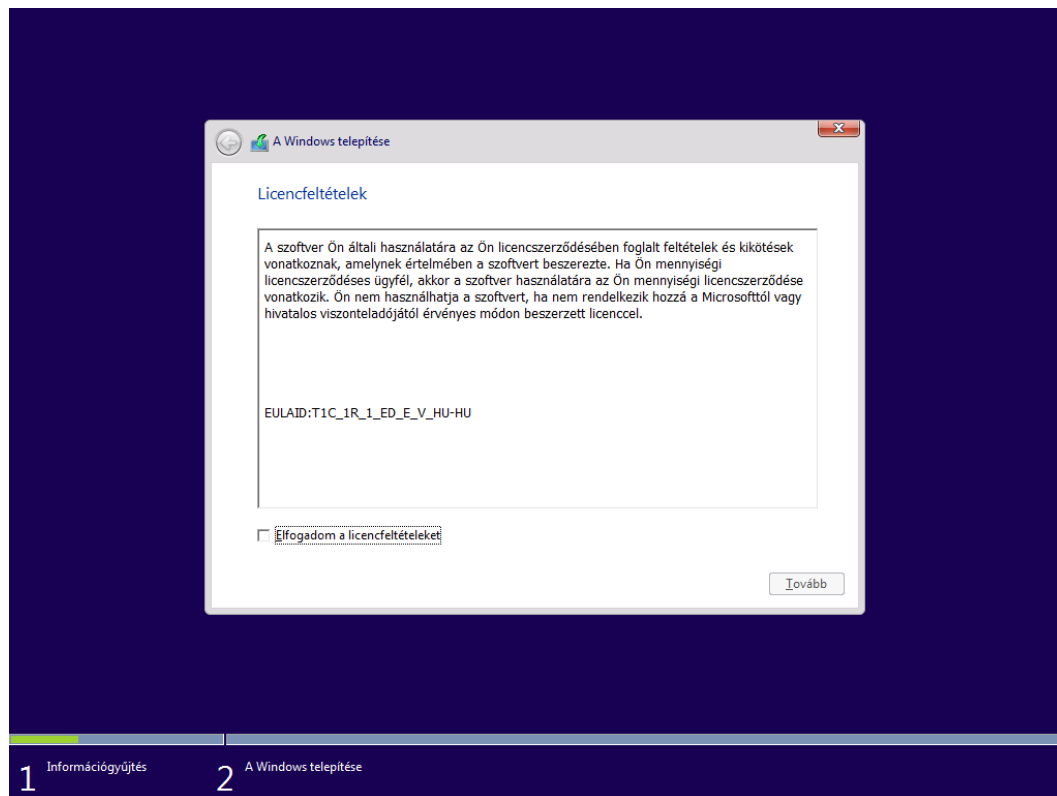 A Windows telepítése
Licencfeltételek
A szoftver Ön általi használatára az Ön licencszerződésében foglalt feltételek és kikötések
vonatkoznak, amelynek értelmében a szoftvert beszerezte. Ha Ön mennyiségi
licencszerződéses ügyfél, akkor a szoftver használatára az Ön mennyiségi licencszerződése
vonatkozik. Ön nem használhatja a szoftvert, ha nem rendelkezik hozzá a Microsofttól vagy
hivatalos viszonteladójától érvényes módon beszerzett licenccel.
EULAID:T1C_1R_1_ED_E_V_HU-HU
Elfogadom a licencfeltételeket
Tovább
1 Információgyűjtés
2 A Windows telepítése